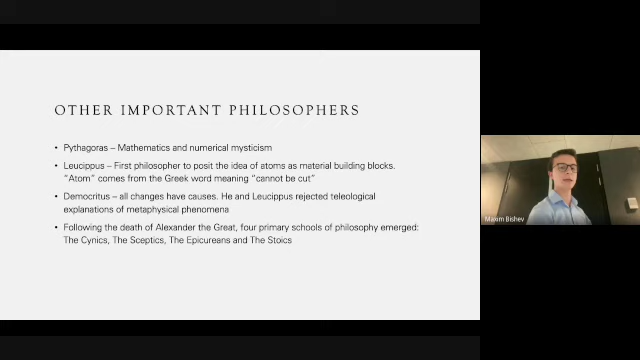 OTHER IMPORTANT PHILOSOPHERS
• Pythagoras – Mathematics and numerical mysticism
• Leucippus – First philosopher to posit the idea of atoms as material building blocks.
“Atom” comes from the Greek word meaning “cannot be cut”
• Democritus – all changes have causes. He and Leucippus rejected teleological
explanations of metaphysical phenomena
• Following the death of Alexander the Great, four primary schools of philosophy emerged:
The Cynics, The Sceptics, The Epicureans and The Stoics
Maxim Bishev